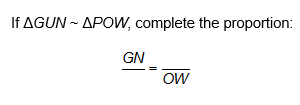 If ΔGUN ~ ΔPOW, complete the proportion:
GN
=
OW